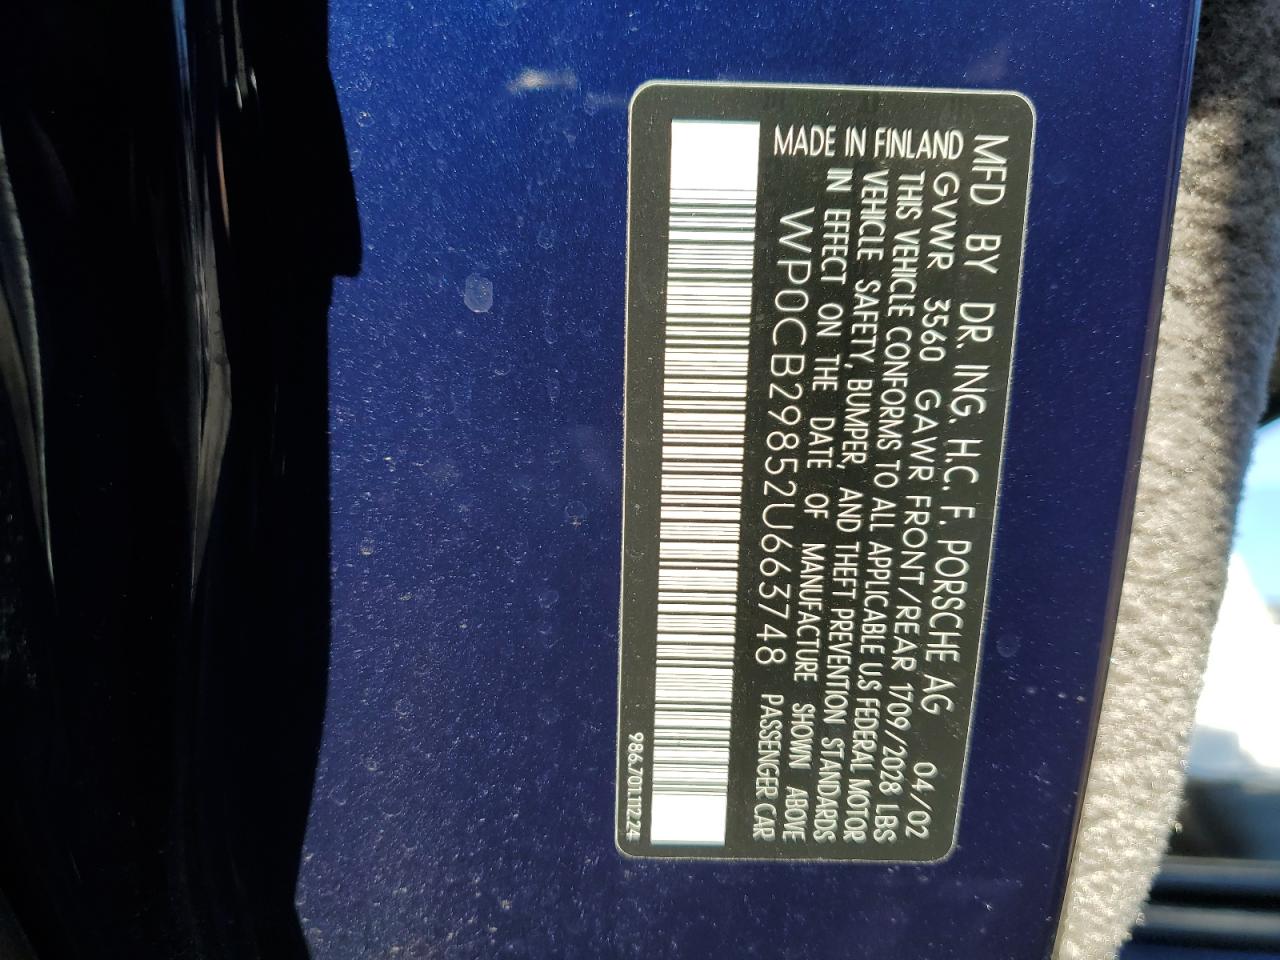 MFD BY DR. ING. H.C. F. PORSCHE AG 04/02
GVWR 3560 GAWR FRONT/REAR 1709/2028 LBS
THIS VEHICLE CONFORMS TO ALL APPLICABLE U.S FEDERAL MOTOR
VEHICLE SAFETY, BUMPER, AND THEFT PREVENTION STANDARDS
IN EFFECT ON THE DATE OF MANUFACTURE SHOWN ABOVE
MADE IN FINLAND
WP0CB29852U663748 PASSENGER CAR
986.701.112.24